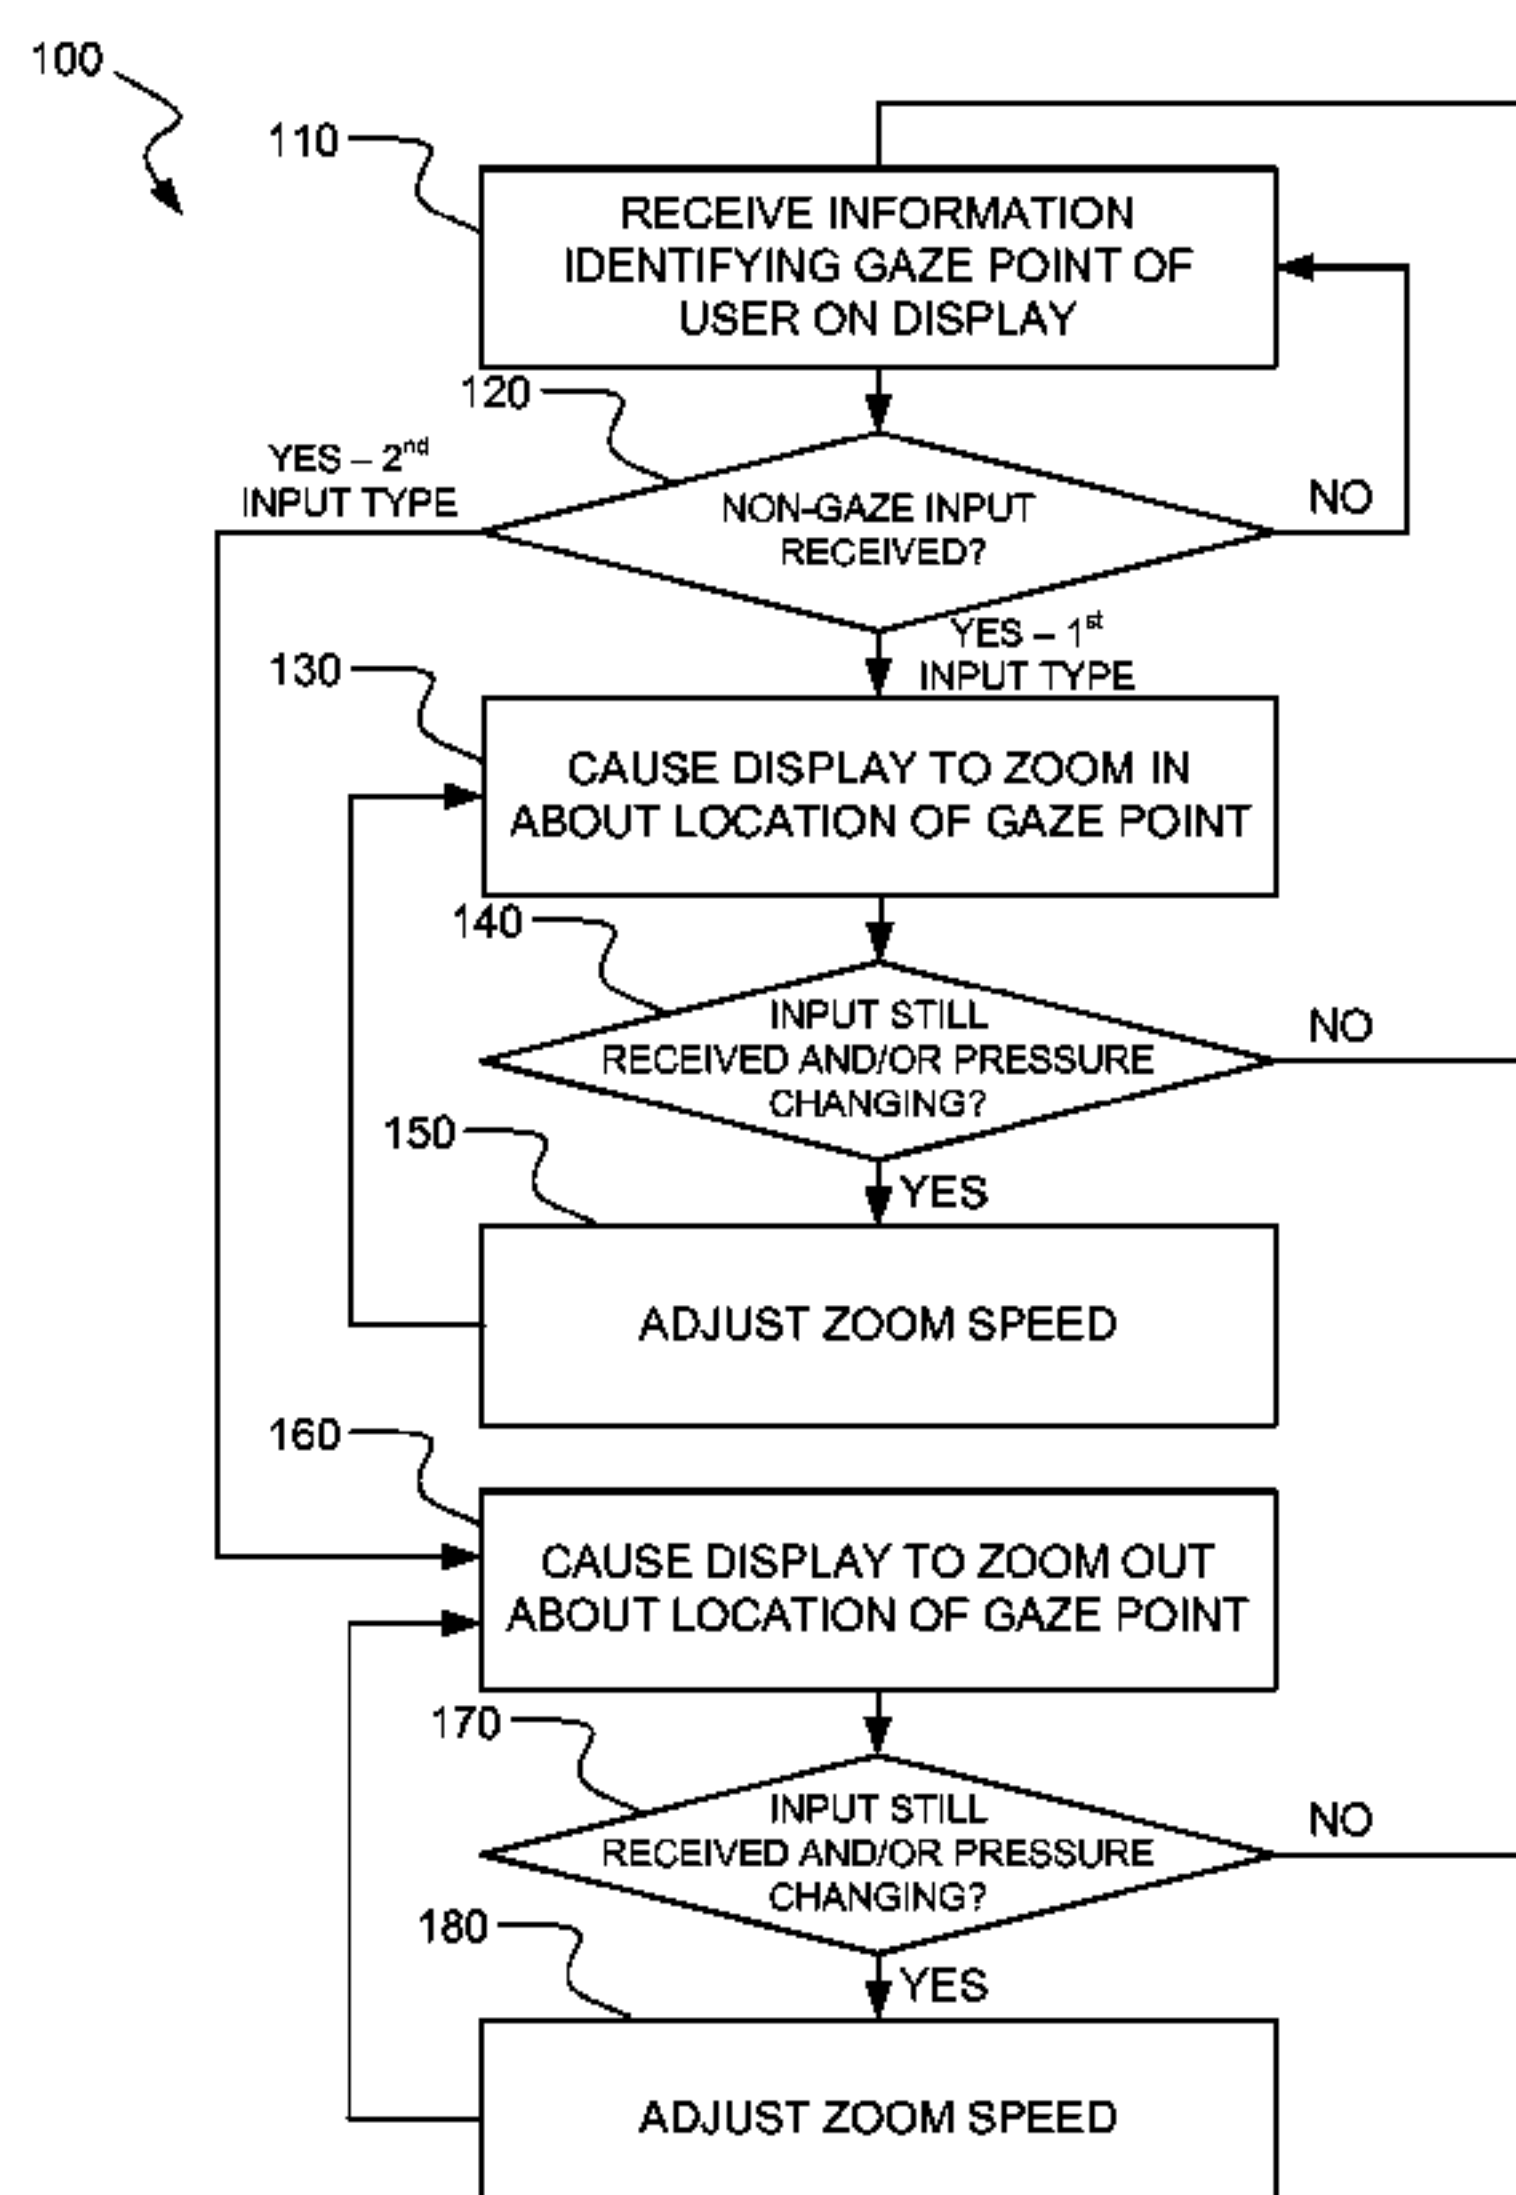 100
110
RECEIVE INFORMATION
IDENTIFYING GAZE POINT OF
USER ON DISPLAY
120
YES – 2nd
INPUT TYPE
NON-GAZE INPUT
RECEIVED?
NO
YES – 1st
INPUT TYPE
130
CAUSE DISPLAY TO ZOOM IN
ABOUT LOCATION OF GAZE POINT
140
INPUT STILL
RECEIVED AND/OR PRESSURE
CHANGING?
NO
150
YES
ADJUST ZOOM SPEED
160
CAUSE DISPLAY TO ZOOM OUT
ABOUT LOCATION OF GAZE POINT
170
INPUT STILL
RECEIVED AND/OR PRESSURE
CHANGING?
NO
180
YES
ADJUST ZOOM SPEED